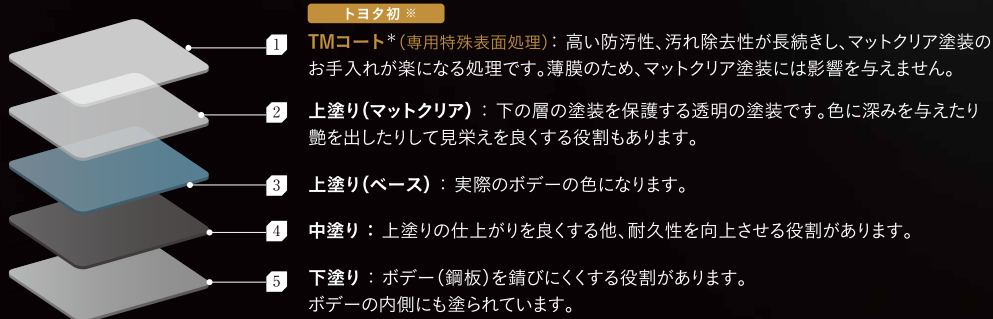 トヨタ初※
1 TMコート*(専用特殊表面処理):高い防汚性、汚れ除去性が長続きし、マットクリア塗装の
お手入れが楽になる処理です。薄膜のため、マットクリア塗装には影響を与えません。
2 上塗り(マットクリア):下の層の塗装を保護する透明の塗装です。色に深みを与えたり
艶を出したりして見栄えを良くする役割もあります。
3 上塗り(ベース):実際のボデーの色になります。
4 中塗り:上塗りの仕上がりを良くする他、耐久性を向上させる役割があります。
5 下塗り:ボデー(鋼板)を錆びにくくする役割があります。
ボデーの内側にも塗られています。